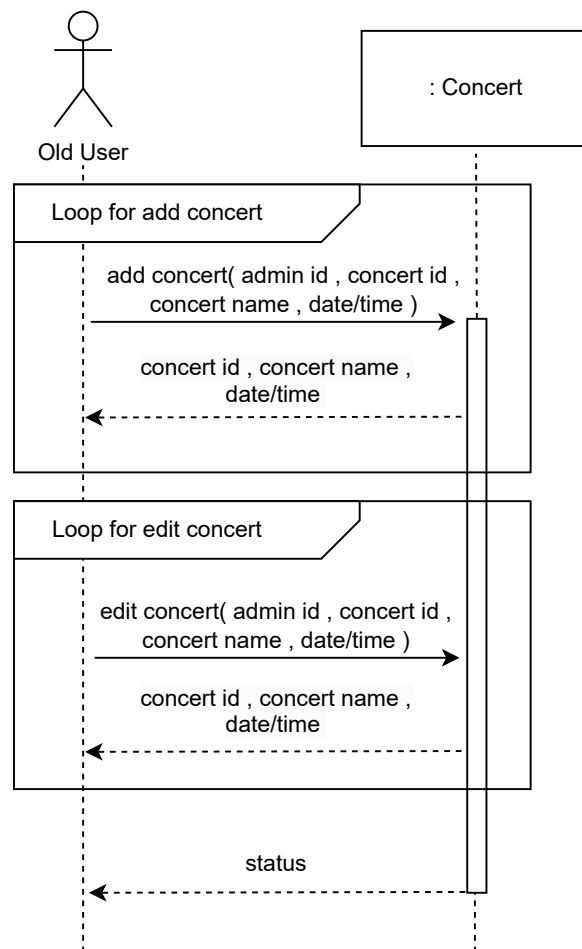 : Concert
Old User
Loop for add concert
add concert( admin id , concert id ,
concert name , date/time )
concert id , concert name ,
date/time
Loop for edit concert
edit concert( admin id , concert id ,
concert name , date/time )
concert id , concert name ,
date/time
status